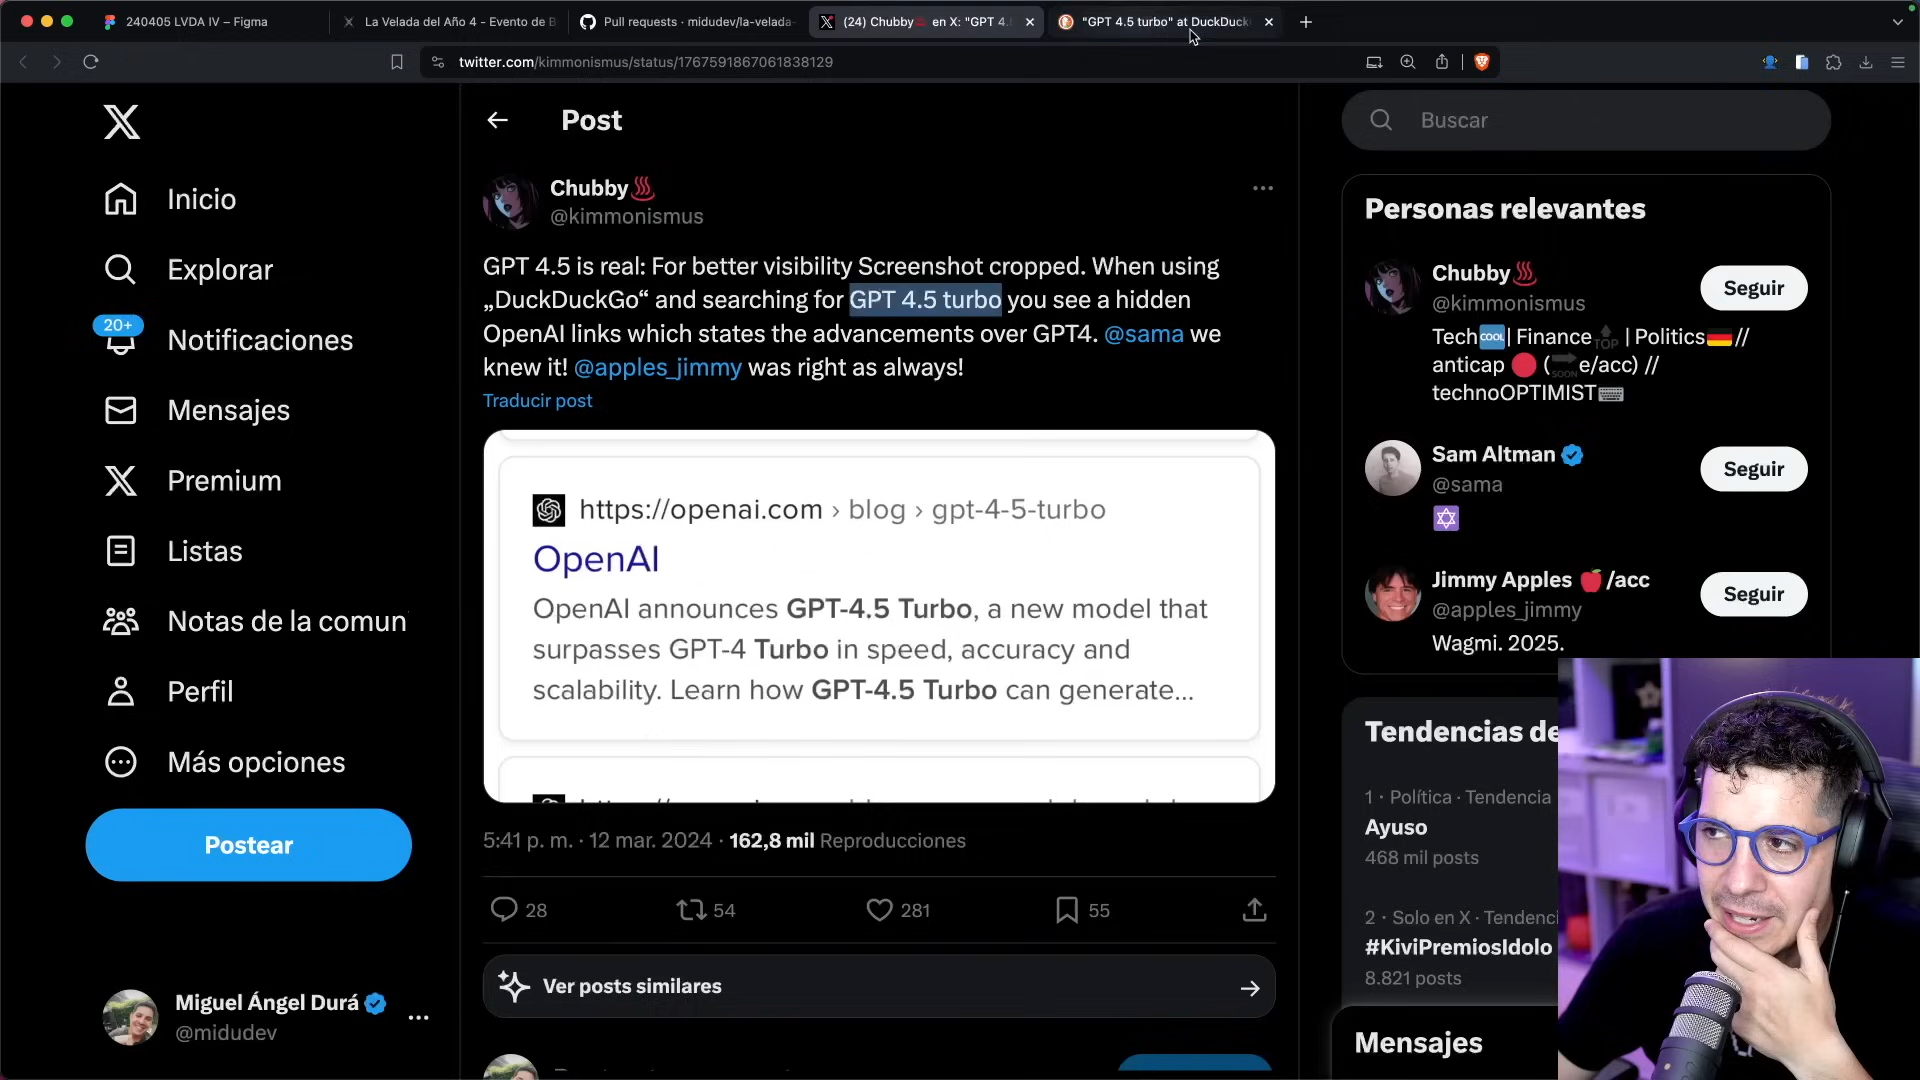 240405 LVDA IV – Figma
La Velada del Año 4 - Evento de B
Pull requests · midudev/la-velada-
(24) Chubby♨️ en X: "GPT 4.
"GPT 4.5 turbo" at DuckDuck
twitter.com/kimmonismus/status/1767591867061838129
Inicio
Explorar
20+
Notificaciones
Mensajes
Premium
Listas
Notas de la comun
Perfil
Más opciones
Postear
Miguel Ángel Durá
@midudev
Post
Chubby♨️
@kimmonismus
GPT 4.5 is real: For better visibility Screenshot cropped. When using
„DuckDuckGo“ and searching for GPT 4.5 turbo you see a hidden
OpenAI links which states the advancements over GPT4. @sama we
knew it! @apples_jimmy was right as always!
Traducir post
https://openai.com › blog › gpt-4-5-turbo
OpenAI
OpenAI announces GPT-4.5 Turbo, a new model that
surpasses GPT-4 Turbo in speed, accuracy and
scalability. Learn how GPT-4.5 Turbo can generate...
5:41 p. m. · 12 mar. 2024 · 162,8 mil Reproducciones
28
54
281
55
Ver posts similares
Buscar
Personas relevantes
Chubby♨️
@kimmonismus
Seguir
Tech🆒| Finance🔝 | Politics🇩🇪//
anticap 🔴 (🔜e/acc) //
technoOPTIMIST⌨️
Sam Altman
@sama
Seguir
🔯
Jimmy Apples 🍎/acc
@apples_jimmy
Seguir
Wagmi. 2025.
Tendencias de
1 · Política · Tendencia
Ayuso
468 mil posts
2 · Solo en X · Tendenci
#KiviPremiosIdolo
8.821 posts
Mensajes